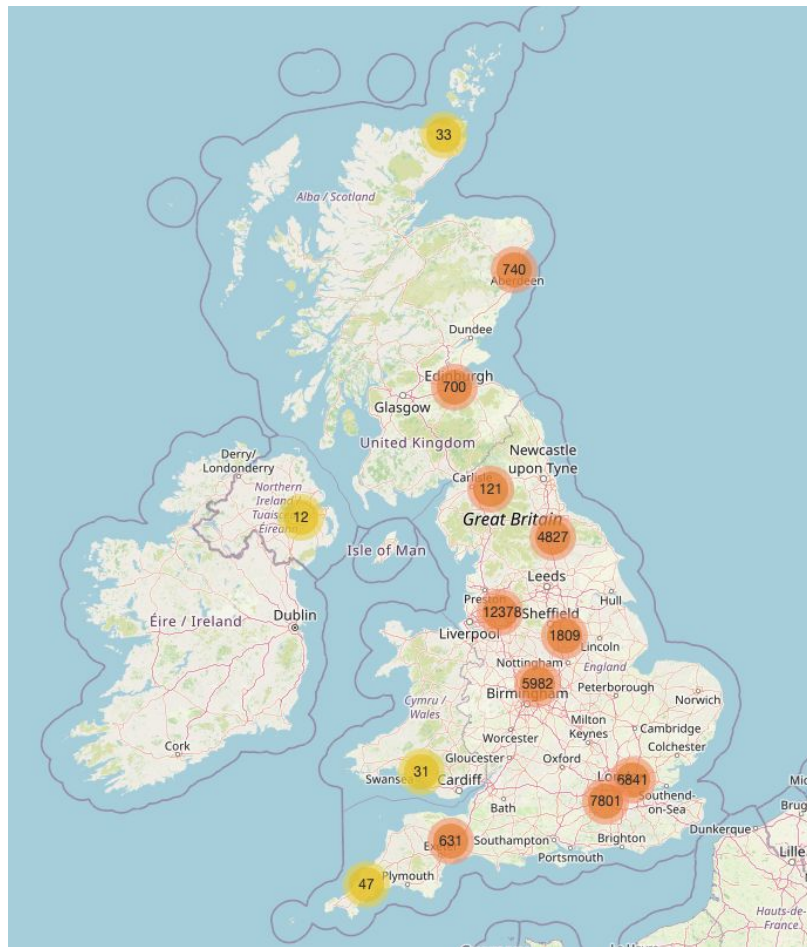 33
Alba / Scotland
740
Aberdeen
Dundee
Edinburgh
700
Glasgow
United Kingdom
Newcastle
upon Tyne
Derry/
Londonderry
Carlisle
121
Northern
Ireland /
Tuaisceart
Éireann
12
Great Britain
4827
Isle of Man
Leeds
Preston
Hull
12378
Sheffield
Liverpool
1809
Lincoln
Dublin
Éire / Ireland
Nottingham
England
5982
Birmingham
Peterborough
Norwich
Cymru /
Wales
Milton
Keynes
Cambridge
Worcester
Colchester
Cork
Gloucester
Oxford
31
Swansea
Cardiff
6841
Southend-
on-Sea
Bath
7801
631
Southampton
Brighton
Portsmouth
Dunkerque
Lille
47
Plymouth
Hauts-de-